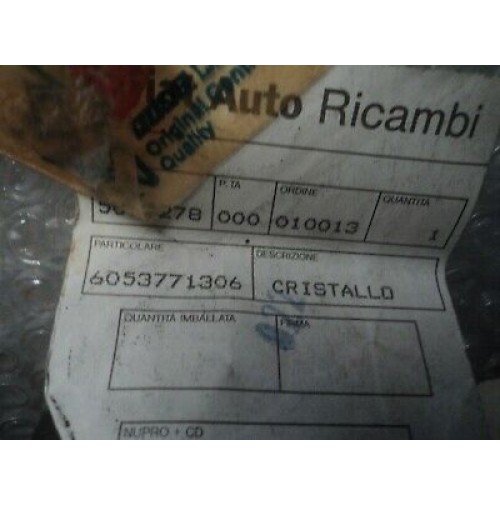 Auto Ricambi
Original
Quality
P.TA ORDINE QUANTITÀ
278 000 010013 1
PARTICOLARE DESCRIZIONE
6053771306 CRISTALLO
QUANTITÀ IMBALLATA FIRMA
NUPRO + CD